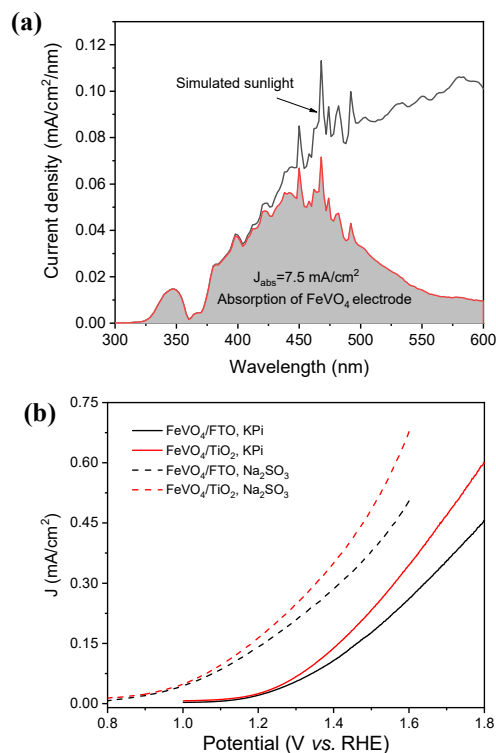 (a)
0.12
0.10
0.08
0.06
0.04
0.02
0.00
Current density (mA/cm²/nm)
Simulated sunlight
J_abs=7.5 mA/cm²
Absorption of FeVO₄ electrode
300 350 400 450 500 550 600
Wavelength (nm)
(b)
0.75
0.60
0.45
0.30
0.15
0.00
J (mA/cm²)
FeVO₄/FTO, KPi
FeVO₄/TiO₂, KPi
FeVO₄/FTO, Na₂SO₃
FeVO₄/TiO₂, Na₂SO₃
0.8 1.0 1.2 1.4 1.6 1.8
Potential (V vs. RHE)